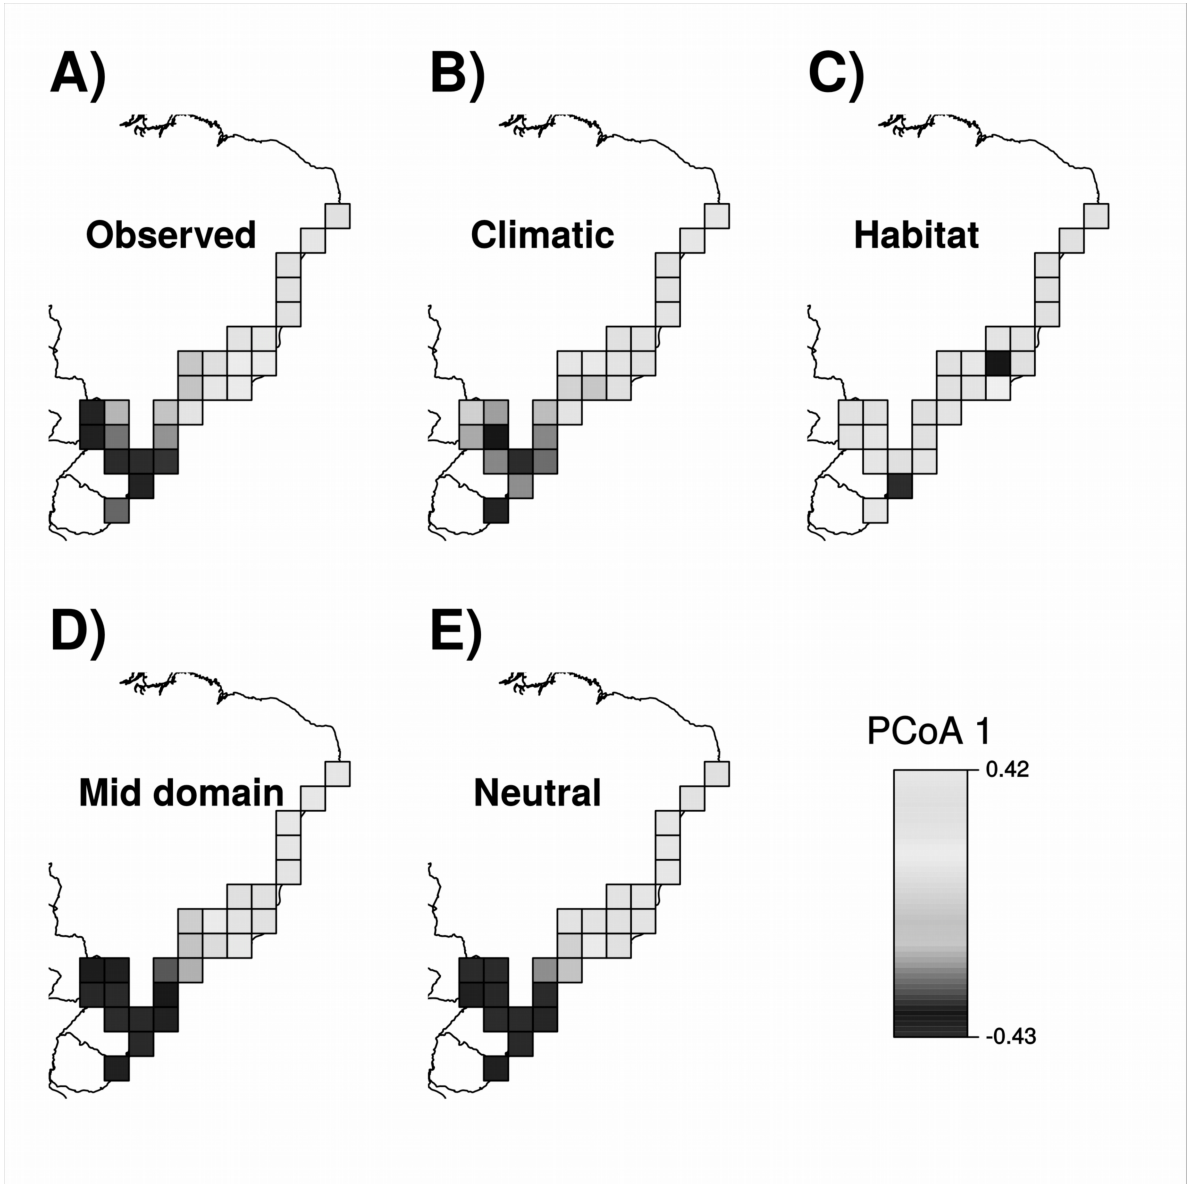 A)
B)
C)
Observed
Climatic
Habitat
D)
E)
Mid domain
Neutral
PCoA 1
0.42
-0.43